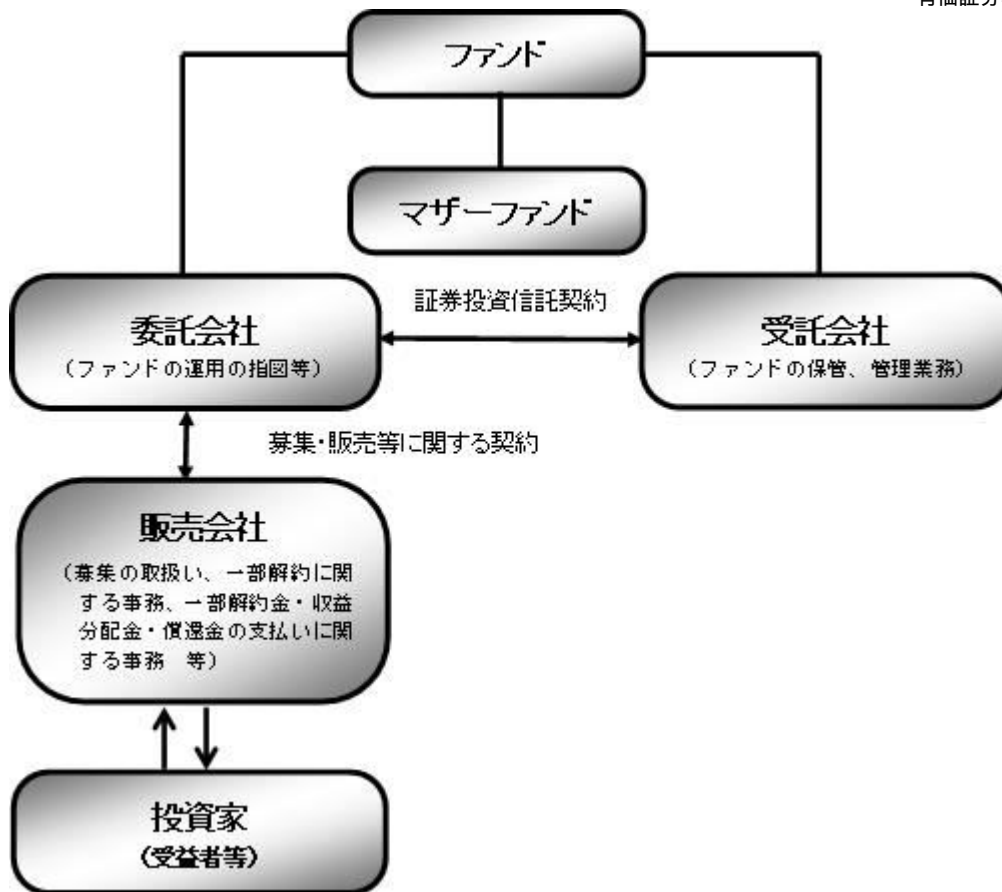 ファンド
マザーファンド
証券投資信託契約
委託会社
（ファンドの運用の指図等）
受託会社
（ファンドの保管、管理業務）
募集・販売等に関する契約
販売会社
（募集の取扱い、一部解約に関
する事務、一部解約金・収益
分配金・償還金の支払いに関
する事務　等）
投資家
（受益者等）